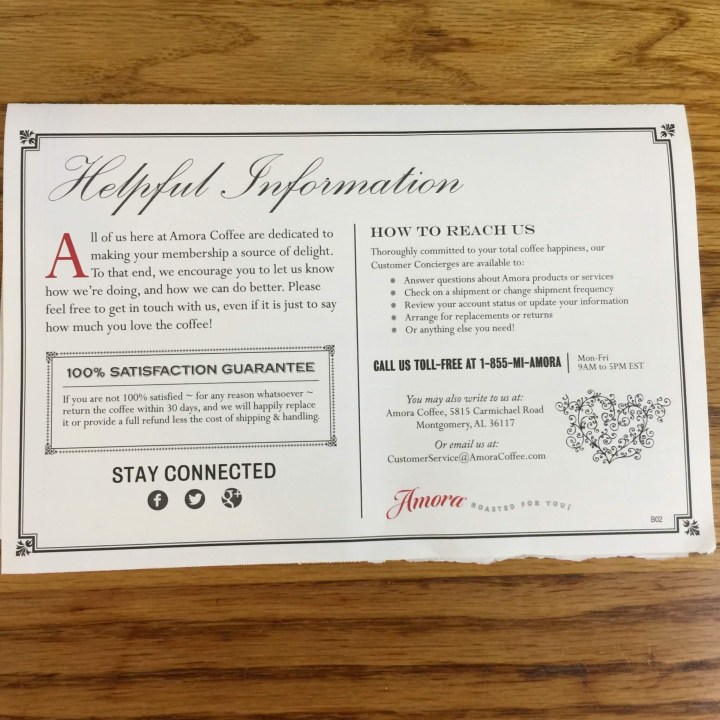 Helpful Information
All of us here at Amora Coffee are dedicated to
making your membership a source of delight.
To that end, we encourage you to let us know
how we're doing, and how we can do better. Please
feel free to get in touch with us, even if it is just to say
how much you love the coffee!
100% SATISFACTION GUARANTEE
If you are not 100% satisfied ~ for any reason whatsoever ~
return the coffee within 30 days, and we will happily replace
it or provide a full refund less the cost of shipping & handling.
STAY CONNECTED
f g+
HOW TO REACH US
Thoroughly committed to your total coffee happiness, our
Customer Concierges are available to:
Answer questions about Amora products or services
Check on a shipment or change shipment frequency
Review your account status or update your information
Arrange for replacements or returns
Or anything else you need!
CALL US TOLL-FREE AT 1-855-MI-AMORA
Mon-Fri
9AM to 5PM EST
You may also write to us at:
Amora Coffee, 5815 Carmichael Road
Montgomery, AL 36117
Or email us at:
CustomerService@AmoraCoffee.com
Amora ROASTED FOR YOU!
B02